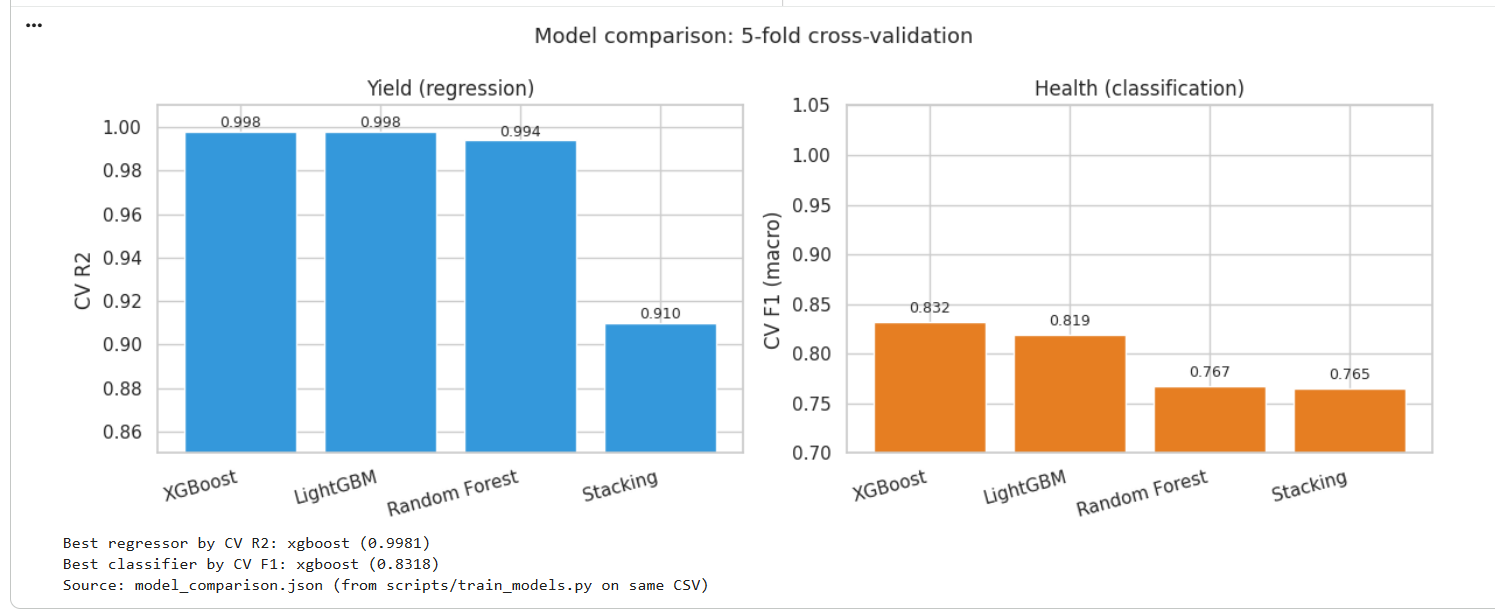 ...
Model comparison: 5-fold cross-validation
Yield (regression)
CV R2
1.00
0.98
0.96
0.94
0.92
0.90
0.88
0.86
0.998
0.998
0.994
0.910
XGBoost
LightGBM
Random Forest
Stacking
Health (classification)
CV F1 (macro)
1.05
1.00
0.95
0.90
0.85
0.80
0.75
0.70
0.832
0.819
0.767
0.765
XGBoost
LightGBM
Random Forest
Stacking
Best regressor by CV R2: xgboost (0.9981)
Best classifier by CV F1: xgboost (0.8318)
Source: model_comparison.json (from scripts/train_models.py on same CSV)